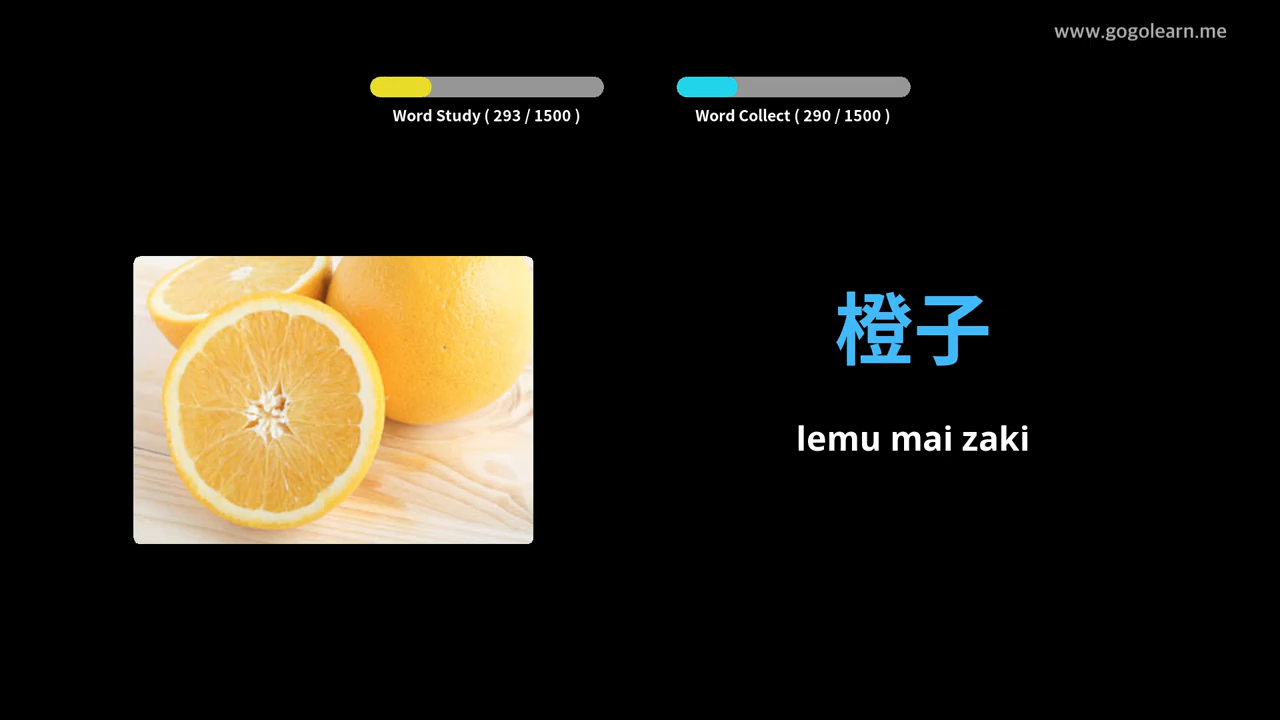 www.gogolearn.me
Word Study ( 293 / 1500 )
Word Collect ( 290 / 1500 )
橙子
lemu mai zaki